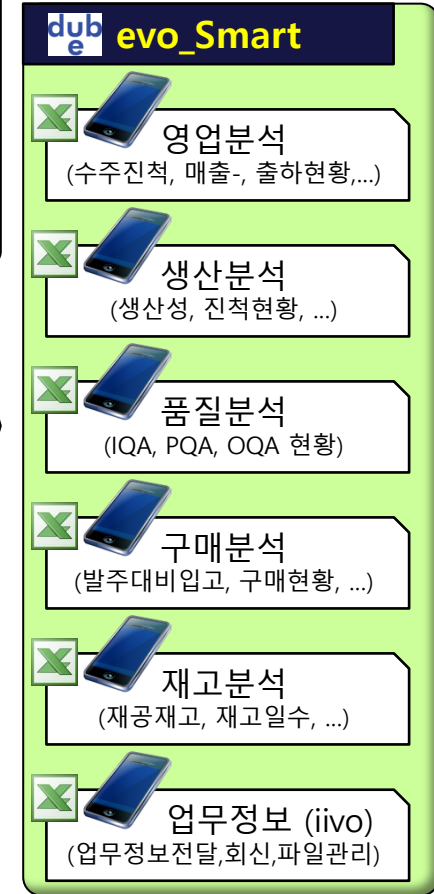 dub
e
evo_Smart
영업분석
(수주진척, 매출-, 출하현황,...)
생산분석
(생산성, 진척현황, ...)
품질분석
(IQA, PQA, OQA 현황)
구매분석
(발주대비입고, 구매현황, ...)
재고분석
(재공재고, 재고일수, ...)
업무정보 (iivo)
(업무정보전달,회신,파일관리)